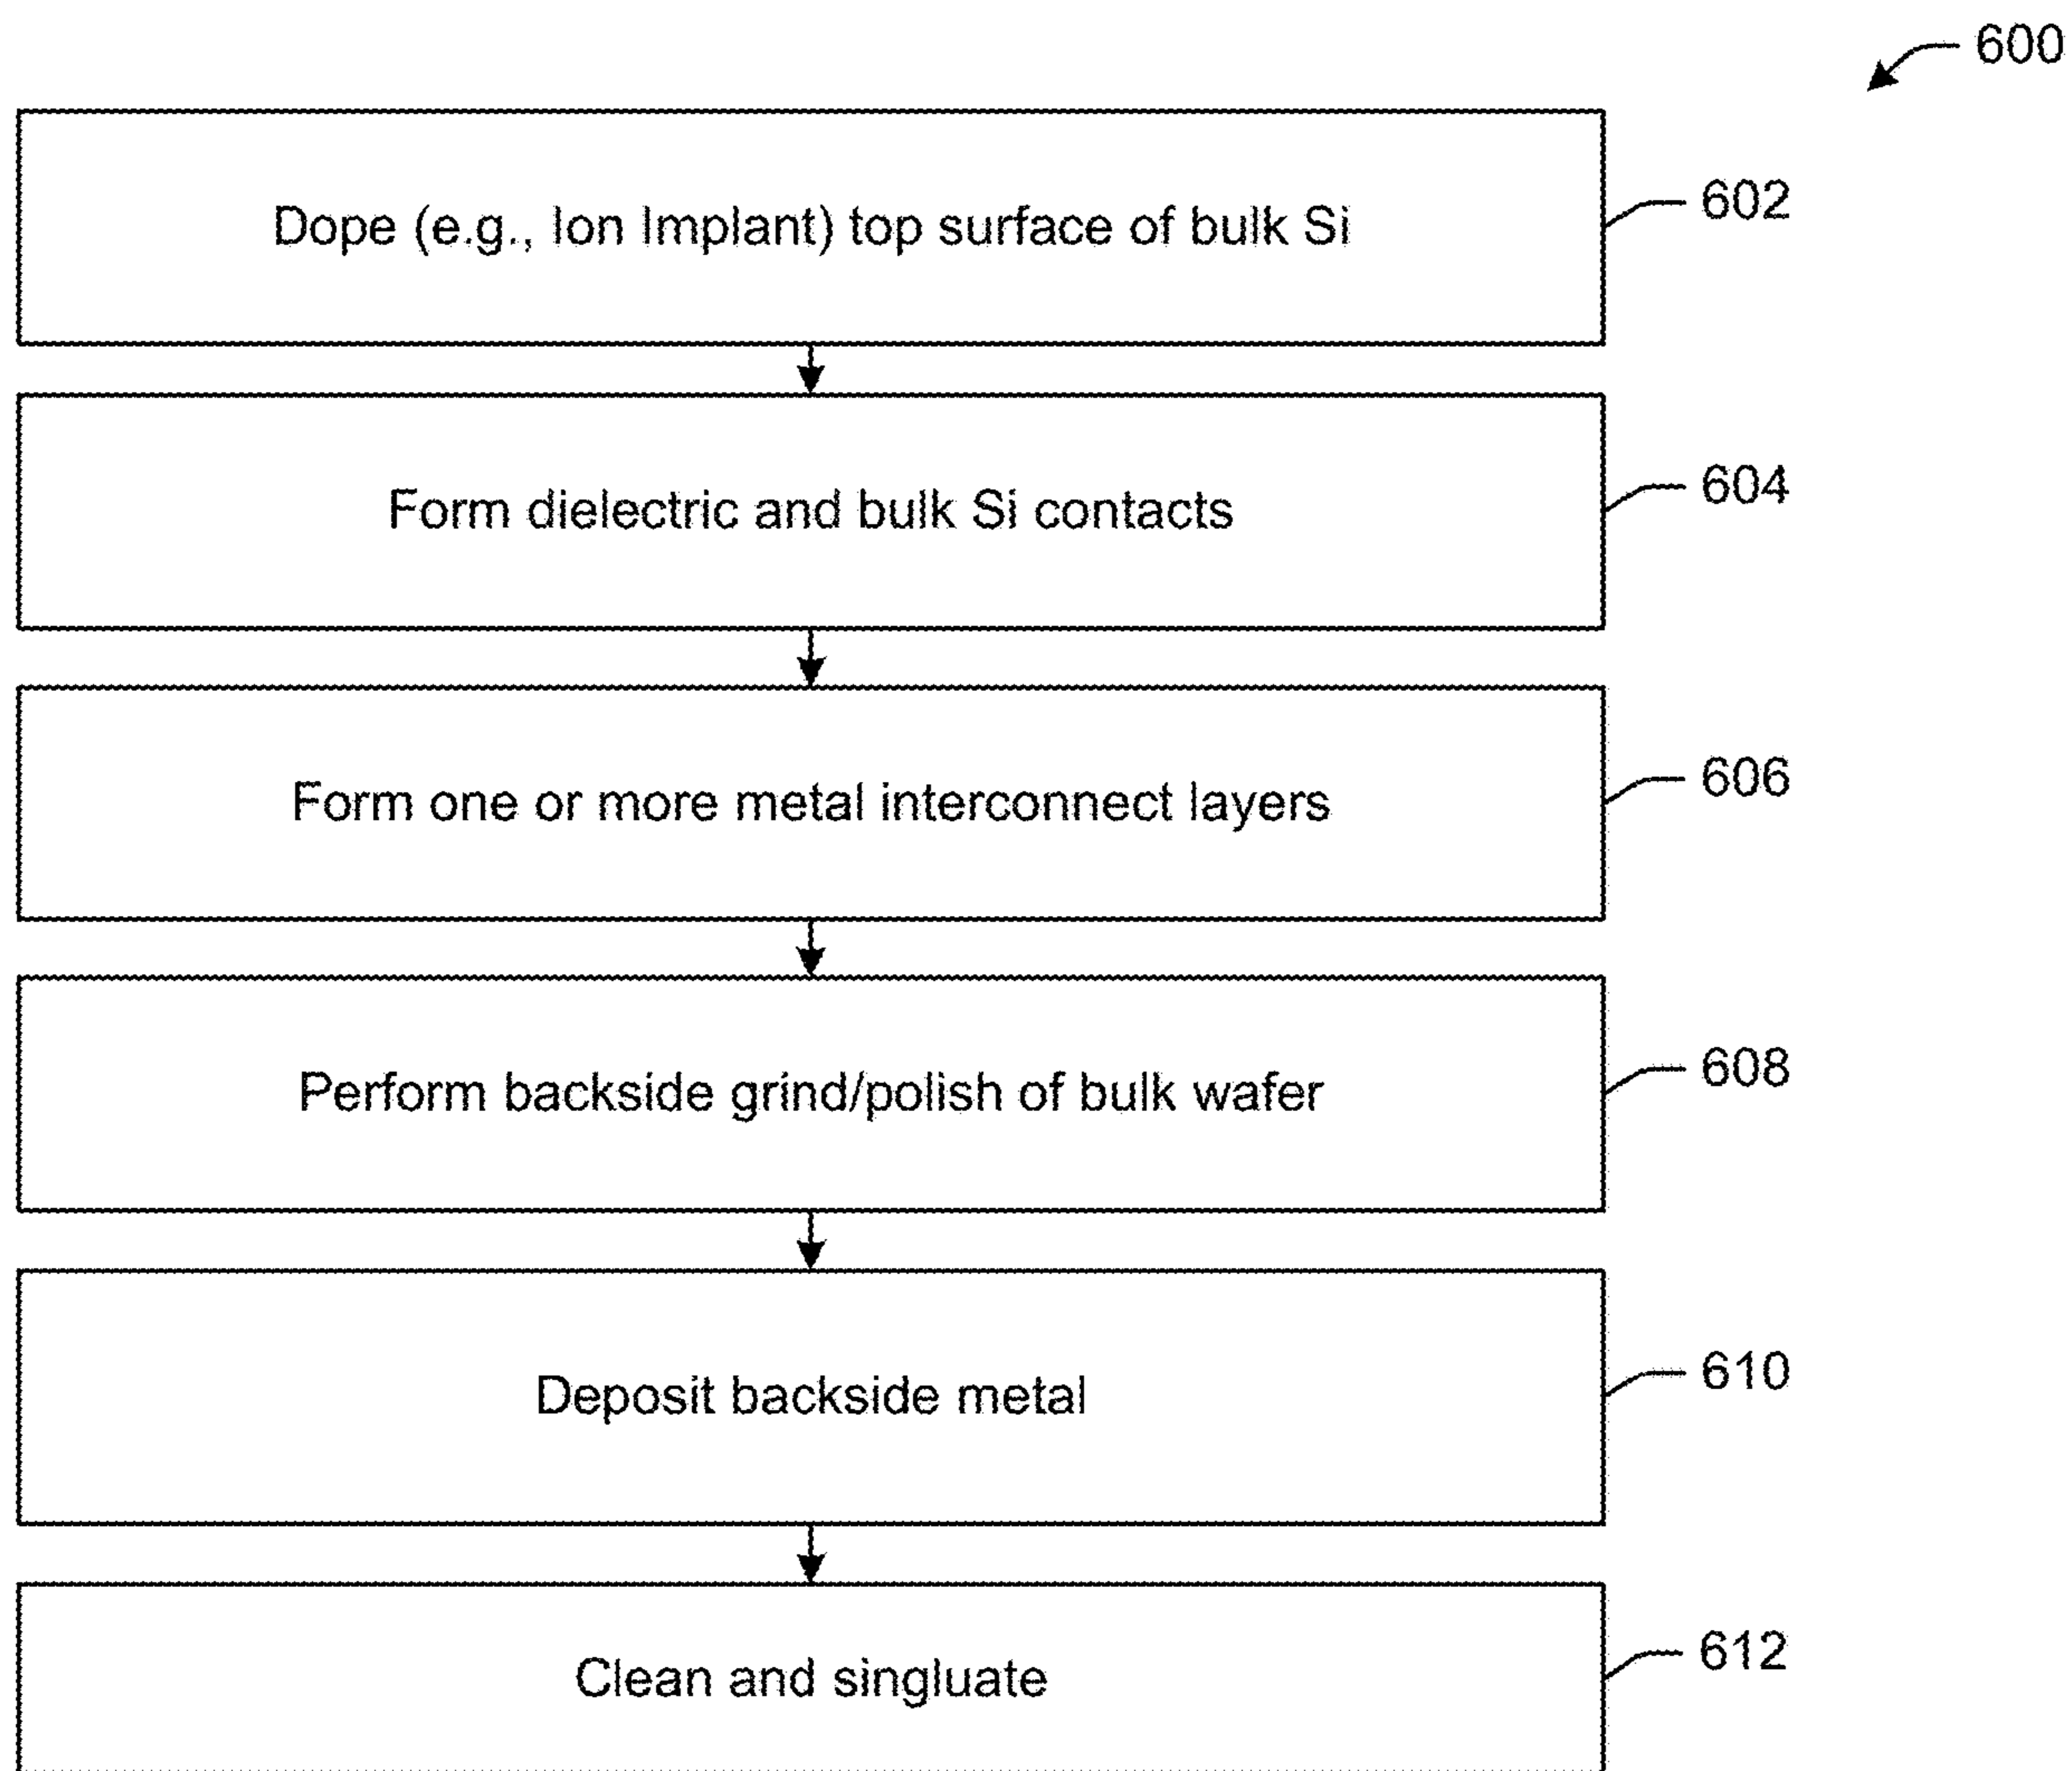 600
Dope (e.g., Ion Implant) top surface of bulk Si
602
Form dielectric and bulk Si contacts
604
Form one or more metal interconnect layers
606
Perform backside grind/polish of bulk wafer
608
Deposit backside metal
610
Clean and singluate
612